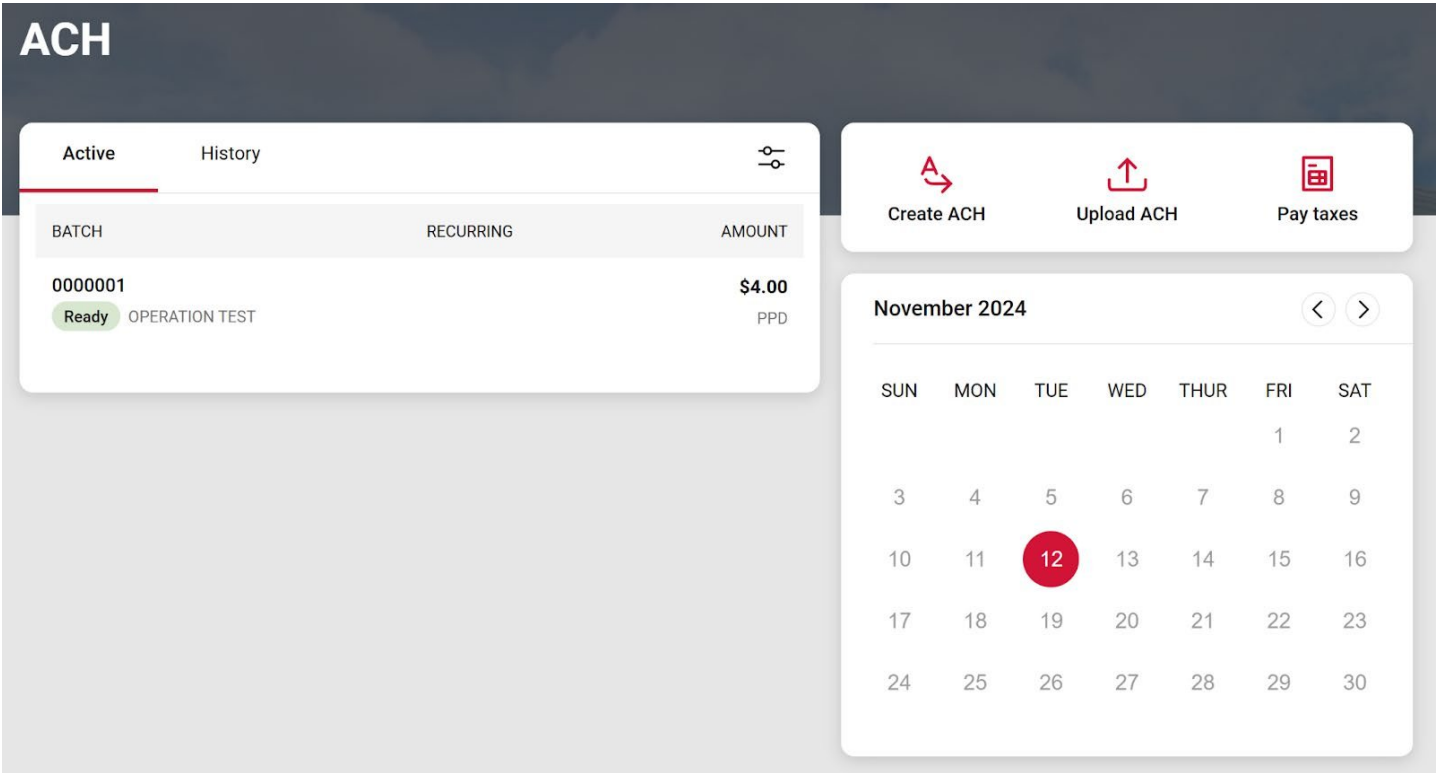 ACH
Active History
BATCH RECURRING AMOUNT
0000001 $4.00
Ready OPERATION TEST PPD
Create ACH Upload ACH Pay taxes
November 2024
SUN MON TUE WED THUR FRI SAT
1 2
3 4 5 6 7 8 9
10 11 12 13 14 15 16
17 18 19 20 21 22 23
24 25 26 27 28 29 30